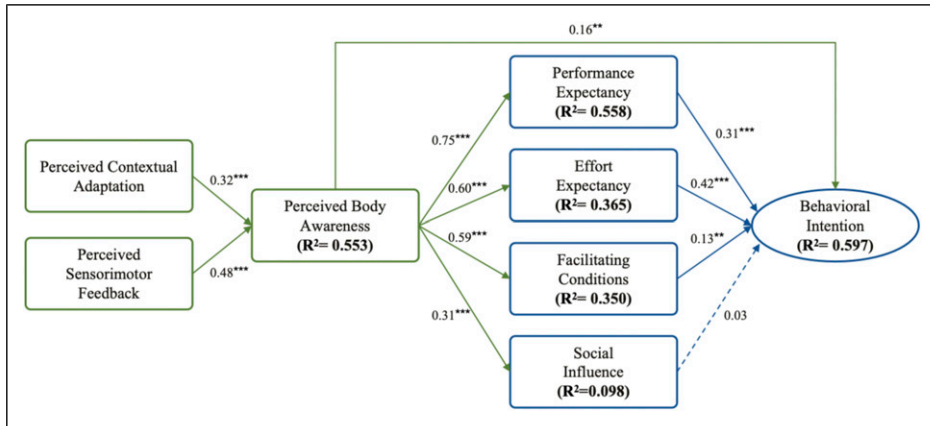 0.16**
Performance
Expectancy
(R²= 0.558)
0.75***
0.31***
Perceived Contextual
Adaptation
0.32***
Effort
Expectancy
(R²= 0.365)
0.60***
0.42***
Perceived Body
Awareness
(R²= 0.553)
Behavioral
Intention
(R²= 0.597)
Perceived
Sensorimotor
Feedback
0.48***
0.59***
Facilitating
Conditions
(R²= 0.350)
0.13**
0.31***
Social
Influence
(R²=0.098)
0.03